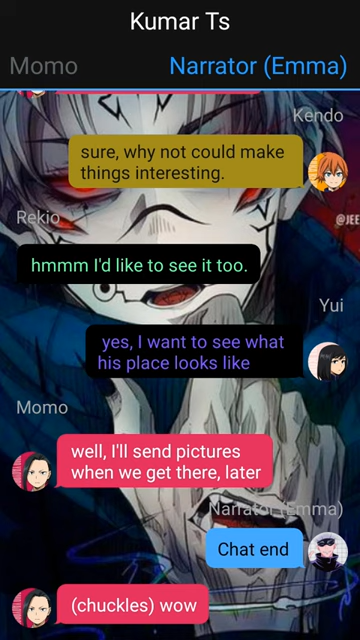 Kumar Ts
Momo
Narrator (Emma)
Kendo
sure, why not could make
things interesting.
Rekio
@JEE
hmmm I'd like to see it too.
Yui
yes, I want to see what
his place looks like
Momo
well, I'll send pictures
when we get there, later
Narrator (Emma)
Chat end
(chuckles) wow